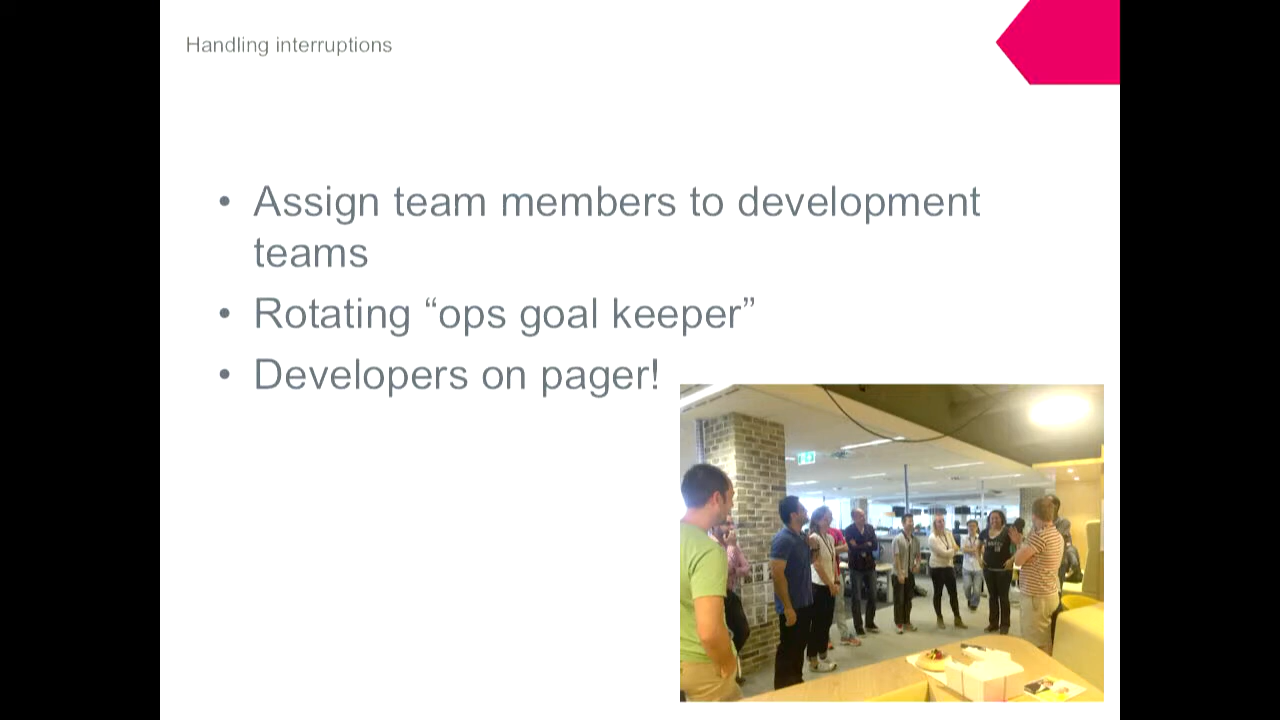 Handling interruptions
• Assign team members to development
teams
• Rotating “ops goal keeper”
• Developers on pager!